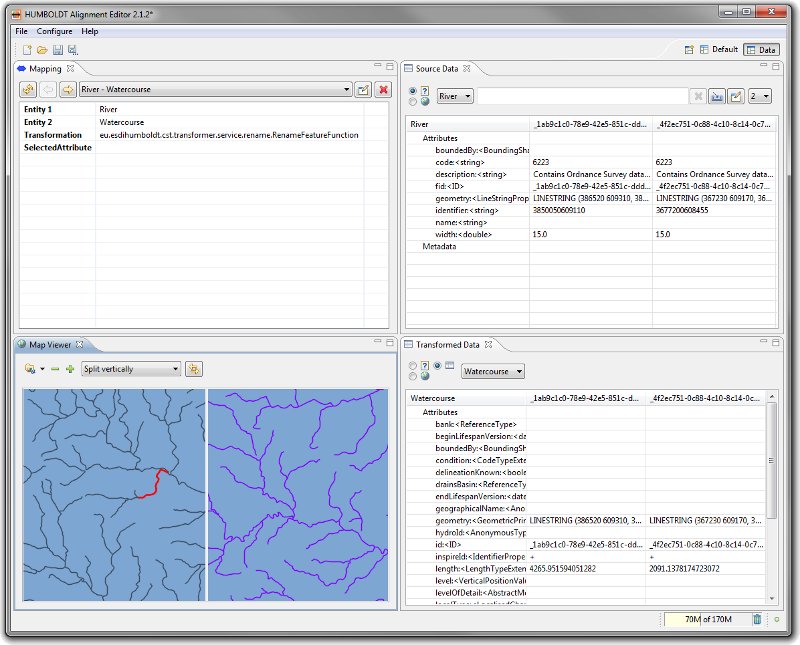 HUMBOLDT Alignment Editor 2.1.2*
File Configure Help
Default Data
Mapping
River - Watercourse
Entity 1 River
Entity 2 Watercourse
Transformation eu.esdihumboldt.cst.transformer.service.rename.RenameFeatureFunction
SelectedAttribute
Source Data
River 2
River _1ab9c1c0-78e9-42e5-851c-dd... _4f2ec751-0c88-4c10-8c14-0c7...
Attributes
boundedBy:<BoundingSha
code:<string> 6223 6223
description:<string> Contains Ordnance Survey data... Contains Ordnance Survey data...
fid:<ID> _1ab9c1c0-78e9-42e5-851c-ddd... _4f2ec751-0c88-4c10-8c14-0c7...
geometry:<LineStringProp LINESTRING (386520 609310, 38... LINESTRING (367230 609170, 36...
identifier:<string> 3850050609110 3677200608455
name:<string>
width:<double> 15.0 15.0
Metadata
Map Viewer
Split vertically
Transformed Data
Watercourse
Watercourse _1ab9c1c0-78e9-42e5-851c-dd... _4f2ec751-0c88-4c10-8c14-0c...
Attributes
bank:<ReferenceType>
beginLifespanVersion:<da
boundedBy:<BoundingSh
condition:<CodeTypeExte
delineationKnown:<boole
drainsBasin:<ReferenceTy
endLifespanVersion:<date
geographicalName:<Ano
geometry:<GeometricPrir LINESTRING (386520 609310, 3... LINESTRING (367230 609170, 3...
hydroId:<AnonymousTyp
id:<ID> _1ab9c1c0-78e9-42e5-851c-dd... _4f2ec751-0c88-4c10-8c14-0c7...
inspireId:<IdentifierPrope + +
length:<LengthTypeExten 4265.951594051282 2091.1378174723072
level:<VerticalPositionValu
levelOfDetail:<AbstractMe
70M of 170M